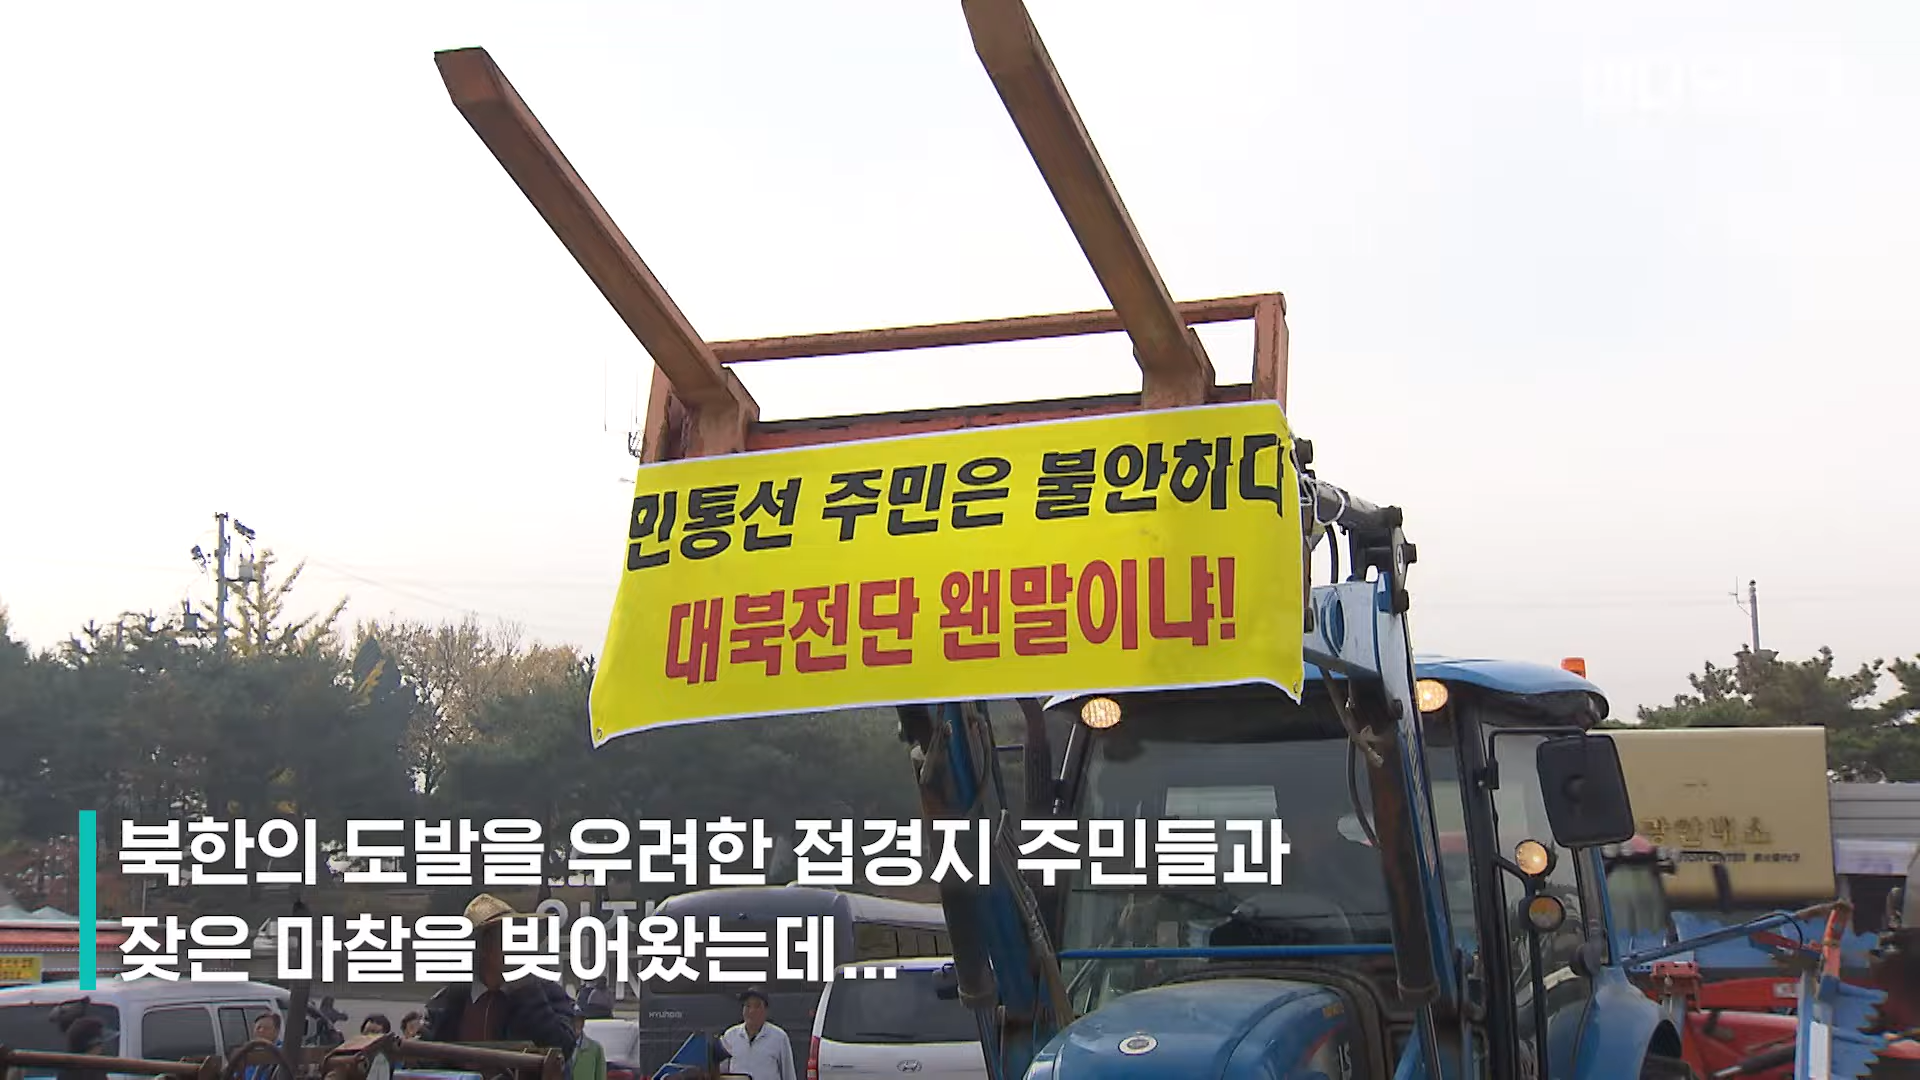 민통선 주민은 불안하다
대북전단 왠말이냐!
북한의 도발을 우려한 접경지 주민들과
잦은 마찰을 빚어왔는데...
HYUNDAI